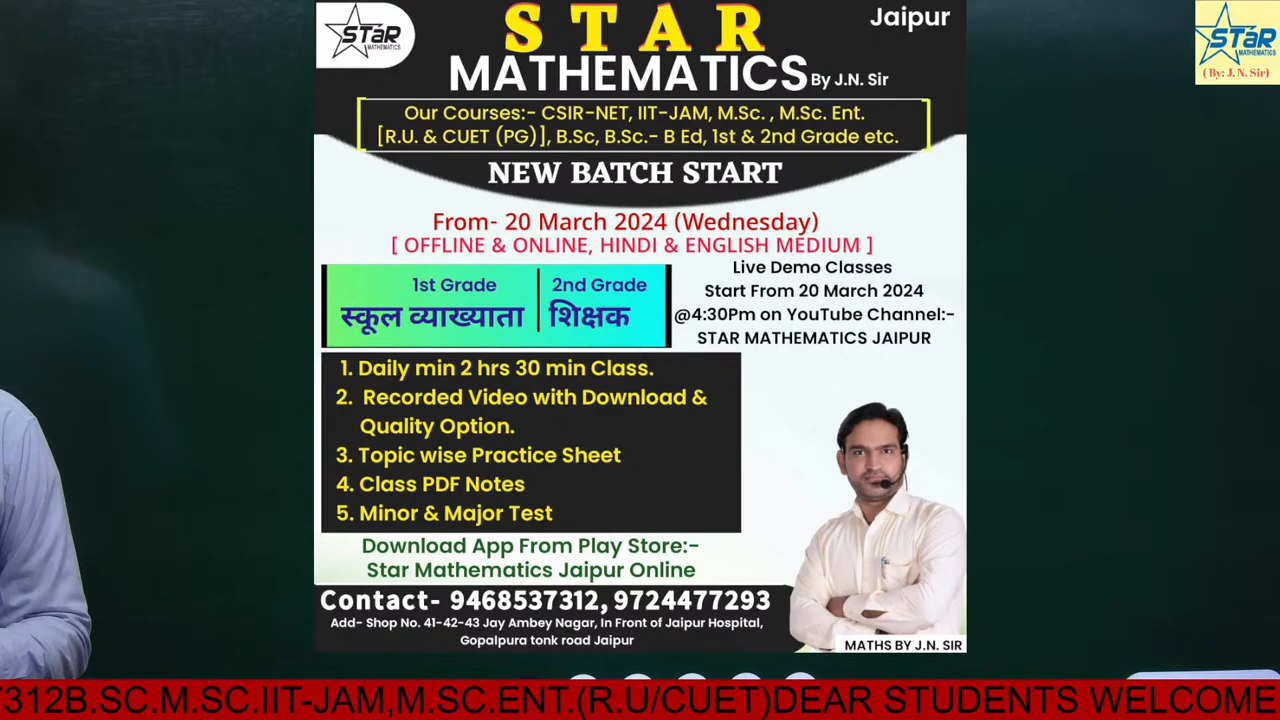 STaR
MATHEMATICS
STAR
Jaipur
MATHEMATICS By J.N. Sir
STaR
MATHEMATICS
( By: J. N. Sir)
Our Courses:- CSIR-NET, IIT-JAM, M.Sc. , M.Sc. Ent.
[R.U. & CUET (PG)], B.Sc, B.Sc.- B Ed, 1st & 2nd Grade etc.
NEW BATCH START
From- 20 March 2024 (Wednesday)
[ OFFLINE & ONLINE, HINDI & ENGLISH MEDIUM ]
1st Grade
स्कूल व्याख्याता
2nd Grade
शिक्षक
Live Demo Classes
Start From 20 March 2024
@4:30Pm on YouTube Channel:-
STAR MATHEMATICS JAIPUR
1. Daily min 2 hrs 30 min Class.
2. Recorded Video with Download &
Quality Option.
3. Topic wise Practice Sheet
4. Class PDF Notes
5. Minor & Major Test
Download App From Play Store:-
Star Mathematics Jaipur Online
Contact- 9468537312, 9724477293
Add- Shop No. 41-42-43 Jay Ambey Nagar, In Front of Jaipur Hospital,
Gopalpura tonk road Jaipur
MATHS BY J.N. SIR
7312B.SC.M.SC.IIT-JAM,M.SC.ENT.(R.U/CUET)DEAR STUDENTS WELCOME